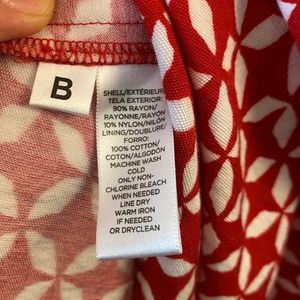 B
SHELL/EXTÉRIEUR/
TELA EXTERIOR:
90% RAYON/
RAYONNE/RAYÓN
10% NYLON/NILÓN
LINING/DOUBLURE/
FORRO:
100% COTTON/
COTON/ALGODÓN
MACHINE WASH
COLD
ONLY NON-
CHLORINE BLEACH
WHEN NEEDED
LINE DRY
WARM IRON
IF NEEDED
OR DRYCLEAN